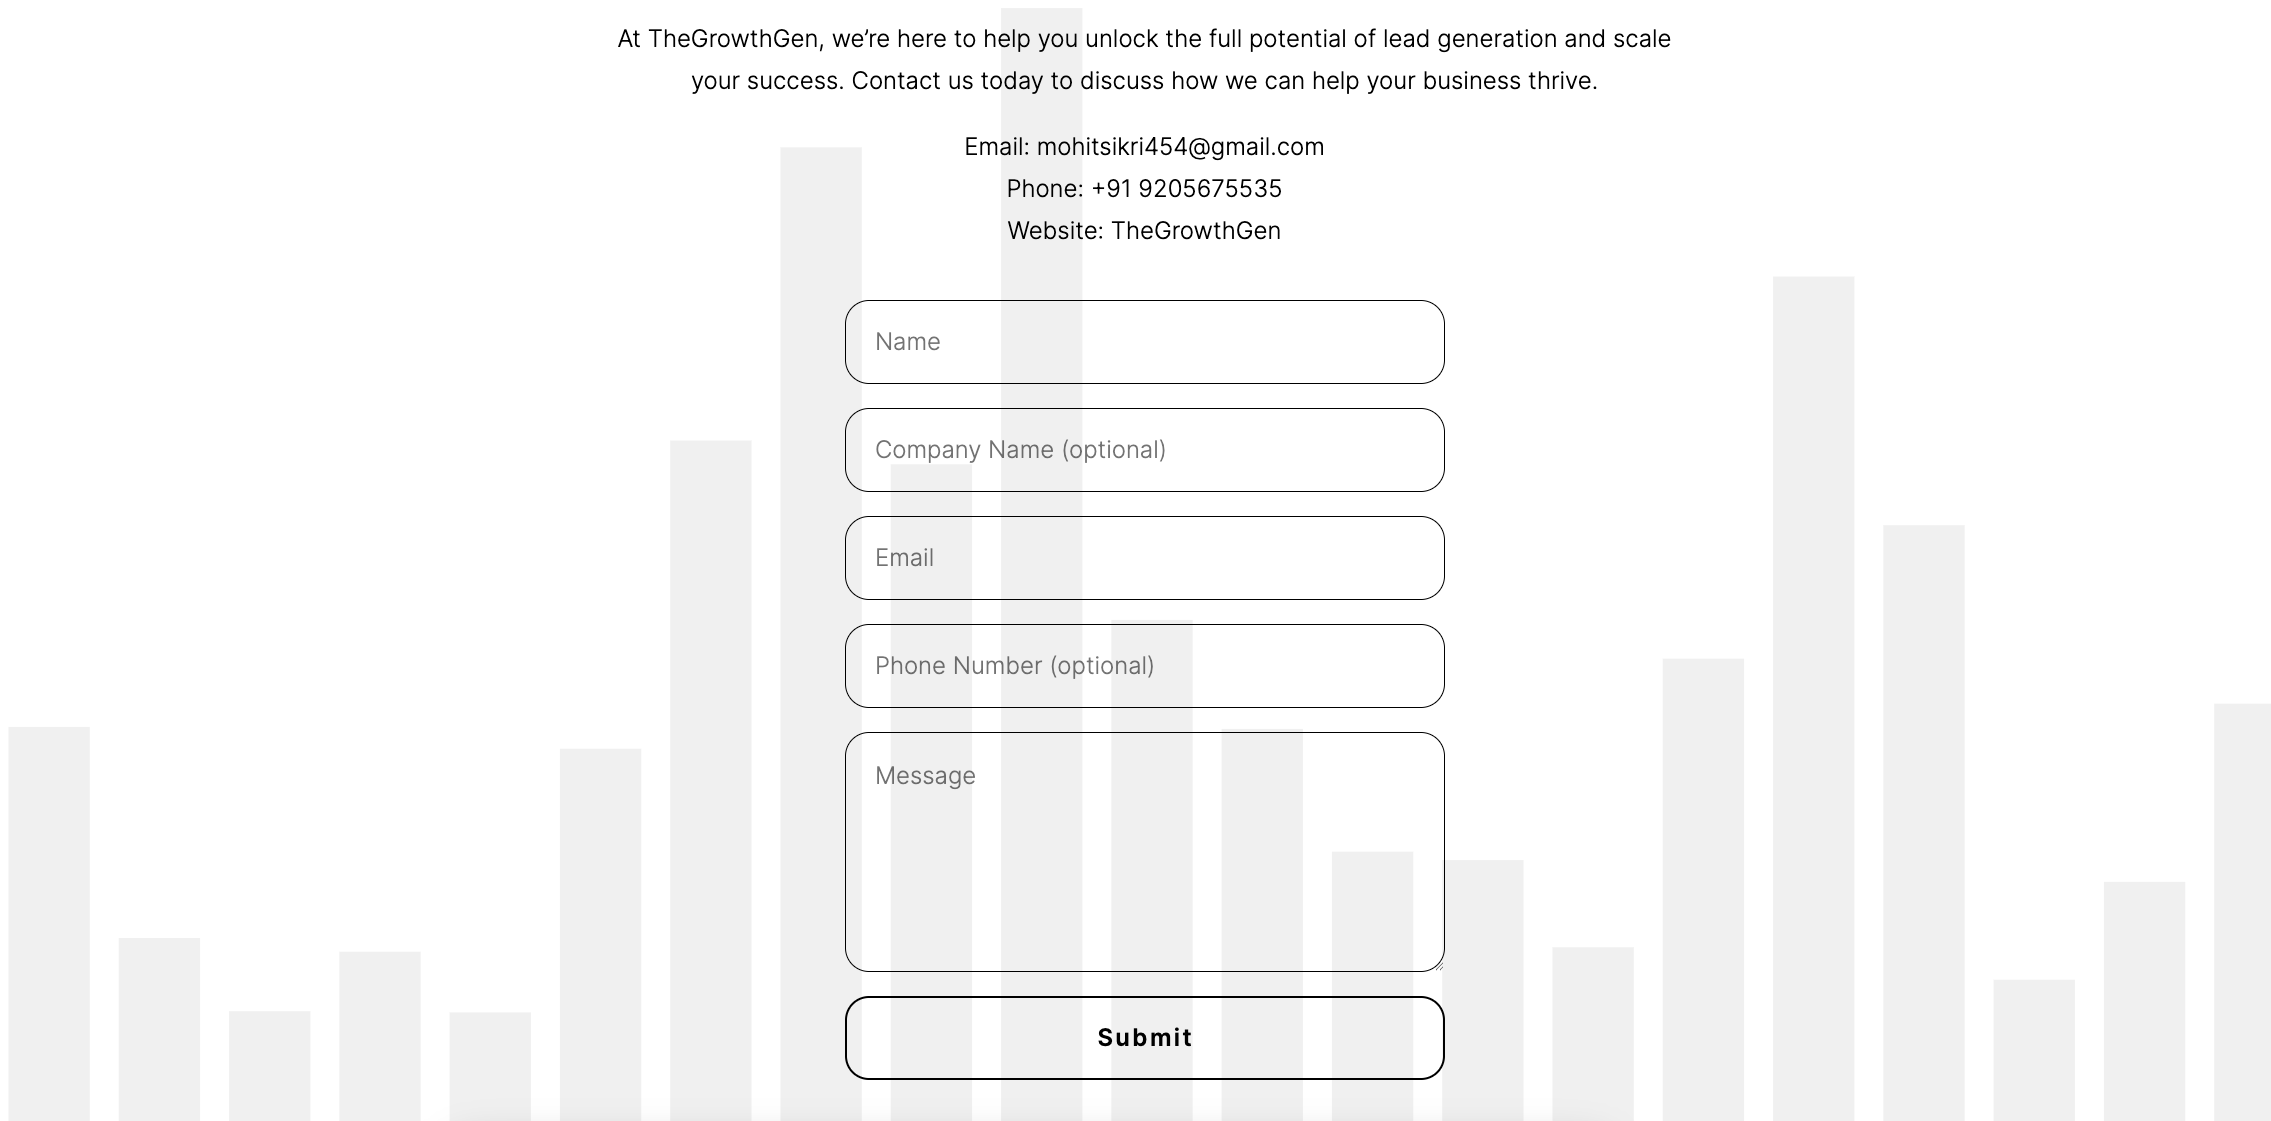 At TheGrowthGen, we’re here to help you unlock the full potential of lead generation and scale
your success. Contact us today to discuss how we can help your business thrive.
Email: mohitsikri454@gmail.com
Phone: +91 9205675535
Website: TheGrowthGen
Name
Company Name (optional)
Email
Phone Number (optional)
Message
Submit